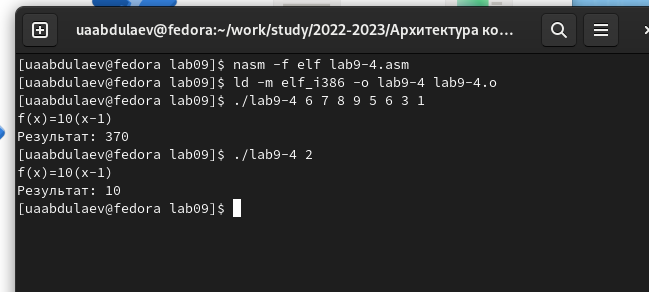 uaabdulaev@fedora:~/work/study/2022-2023/Архитектура ко...
[uaabdulaev@fedora lab09]$ nasm -f elf lab9-4.asm
[uaabdulaev@fedora lab09]$ ld -m elf_i386 -o lab9-4 lab9-4.o
[uaabdulaev@fedora lab09]$ ./lab9-4 6 7 8 9 5 6 3 1
f(x)=10(x-1)
Результат: 370
[uaabdulaev@fedora lab09]$ ./lab9-4 2
f(x)=10(x-1)
Результат: 10
[uaabdulaev@fedora lab09]$